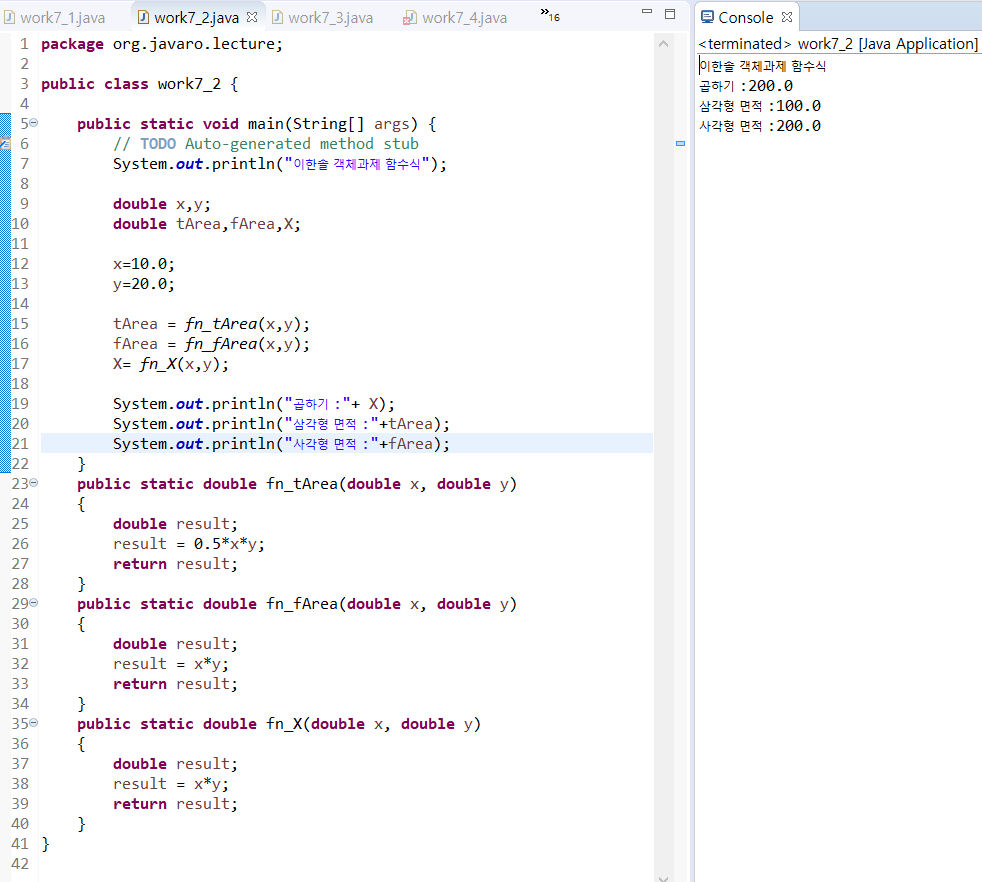 work7_1.java work7_2.java work7_3.java work7_4.java »16
1 package org.javaro.lecture;
2
3 public class work7_2 {
4
5 public static void main(String[] args) {
6 // TODO Auto-generated method stub
7 System.out.println("이한솔 객체과제 함수식");
8
9 double x,y;
10 double tArea,fArea,X;
11
12 x=10.0;
13 y=20.0;
14
15 tArea = fn_tArea(x,y);
16 fArea = fn_fArea(x,y);
17 X= fn_X(x,y);
18
19 System.out.println("곱하기 :"+ X);
20 System.out.println("삼각형 면적 :"+tArea);
21 System.out.println("사각형 면적 :"+fArea);
22 }
23 public static double fn_tArea(double x, double y)
24 {
25 double result;
26 result = 0.5*x*y;
27 return result;
28 }
29 public static double fn_fArea(double x, double y)
30 {
31 double result;
32 result = x*y;
33 return result;
34 }
35 public static double fn_X(double x, double y)
36 {
37 double result;
38 result = x*y;
39 return result;
40 }
41 }
42
Console
<terminated> work7_2 [Java Application]
이한솔 객체과제 함수식
곱하기 :200.0
삼각형 면적 :100.0
사각형 면적 :200.0